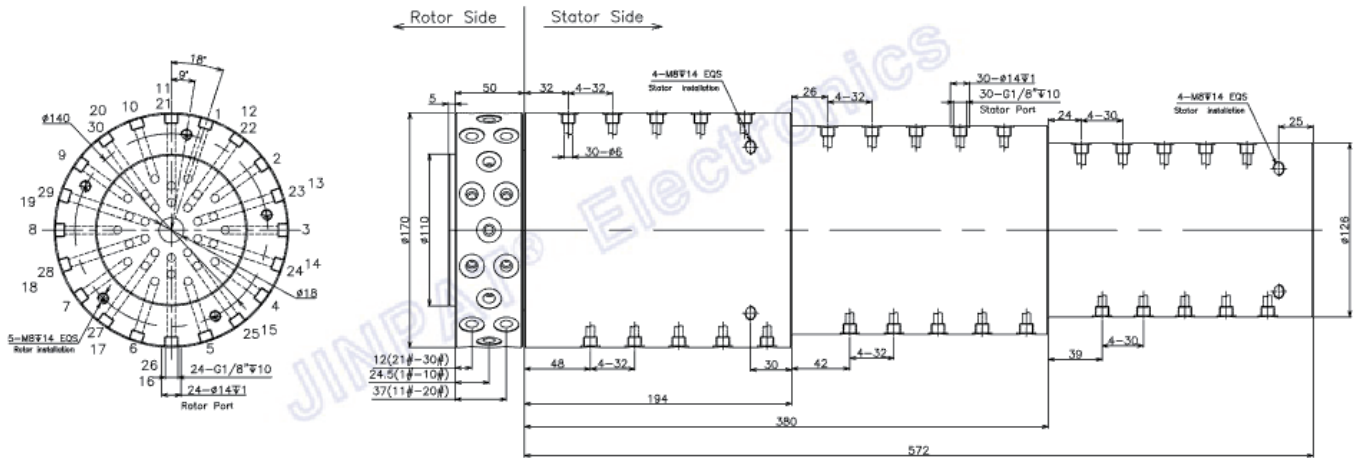 Rotor Side
Stator Side
18°
9°
11
21
1
12
22
2
23 13
3
24 14
4
25 15
5
26
16
6
27
17
7
28
18
8
29
19
9
20
30
10
ø140
ø18
5-M8↧14 EQS
Rotor installation
24-G1/8"↧10
24-ø14↧1
Rotor Port
50
5
32
4-32
4-M8↧14 EQS
Stator installation
26
4-32
30-ø14↧1
30-G1/8"↧10
Stator Port
24
4-30
4-M8↧14 EQS
Stator installation
25
30-ø6
ø170
ø110
ø126
12(21#-30#)
24.5(1#-10#)
37(11#-20#)
48
4-32
30
42
4-32
39
4-30
194
380
572
JINPAT® Electronics